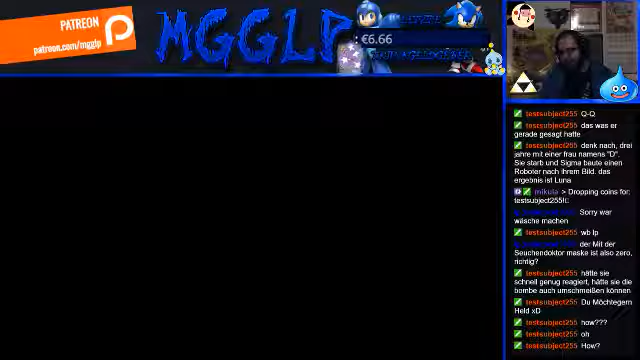 PATREON
patreon.com/mgglp
MGGLP
: €6.66
testsubject255 Q-Q
testsubject255 das was er
gerade gesagt hatte
testsubject255 denk nach, drei
jahre mit einer frau namens "D".
Sie starb und Sigma baute einen
Roboter nach ihrem Bild. das
ergebnis ist Luna
mikuia > Dropping coins for:
testsubject255!
Sorry war
wäsche machen
testsubject255 wb lp
der Mit der
Seuchendoktor maske ist also zero,
richtig?
testsubject255 hätte sie
schnell genug reagiert, hätte sie die
bombe auch umschmeißen können
testsubject255 Du Möchtegern
Held xD
testsubject255 how???
testsubject255 oh
testsubject255 How?